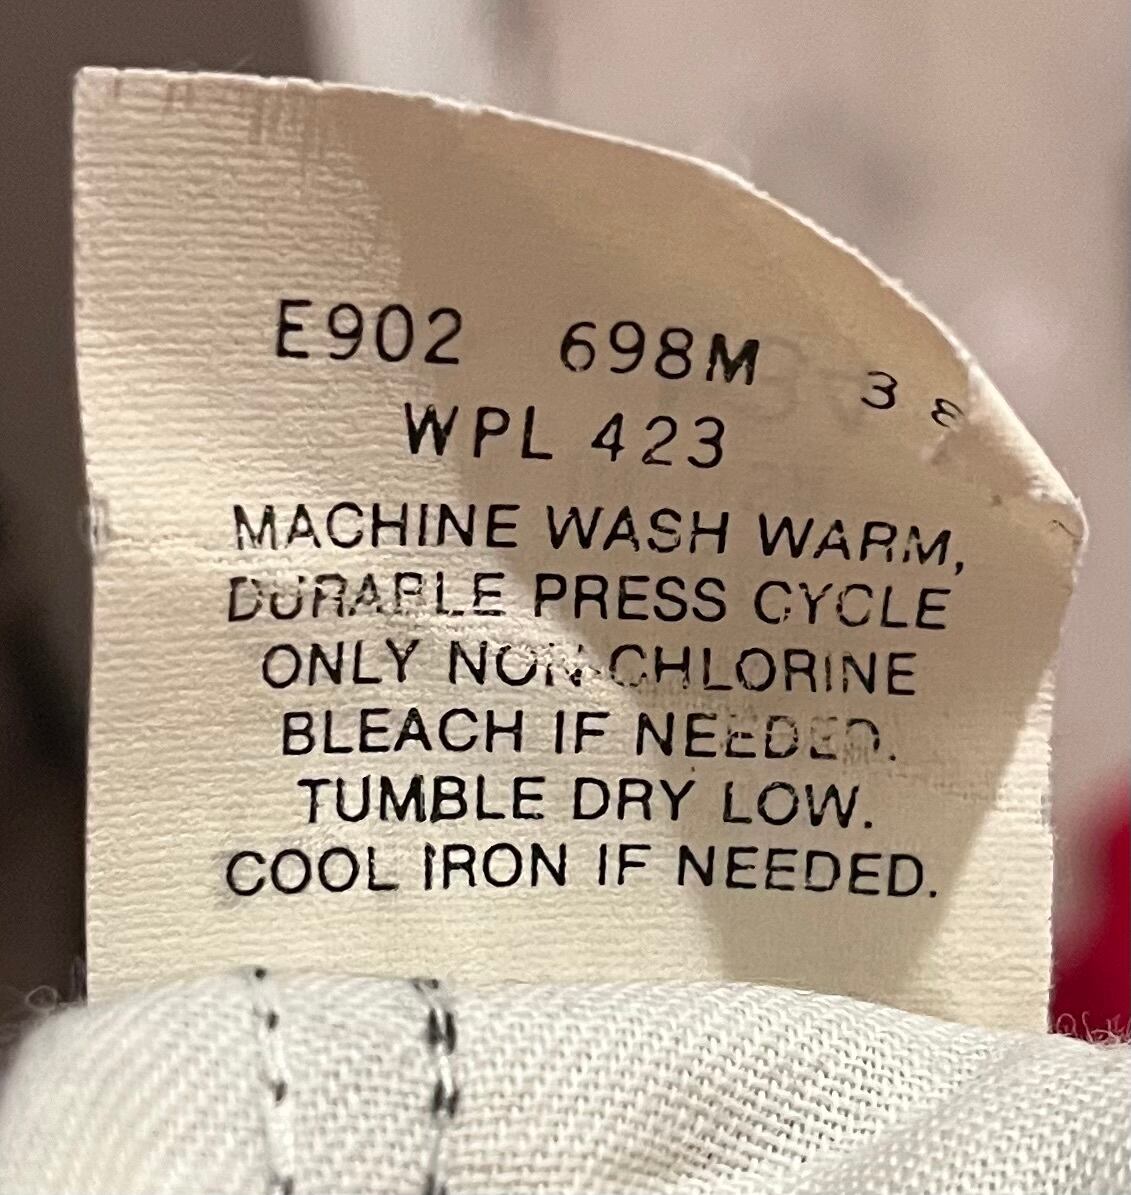 E902 698M 38
WPL 423
MACHINE WASH WARM,
DURABLE PRESS CYCLE
ONLY NON-CHLORINE
BLEACH IF NEEDED.
TUMBLE DRY LOW.
COOL IRON IF NEEDED.